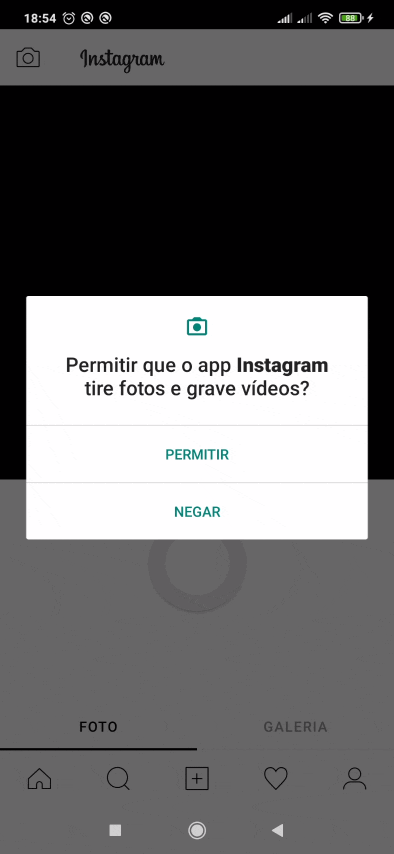 18:54
88
Instagram
Permitir que o app Instagram
tire fotos e grave vídeos?
PERMITIR
NEGAR
FOTO
GALERIA